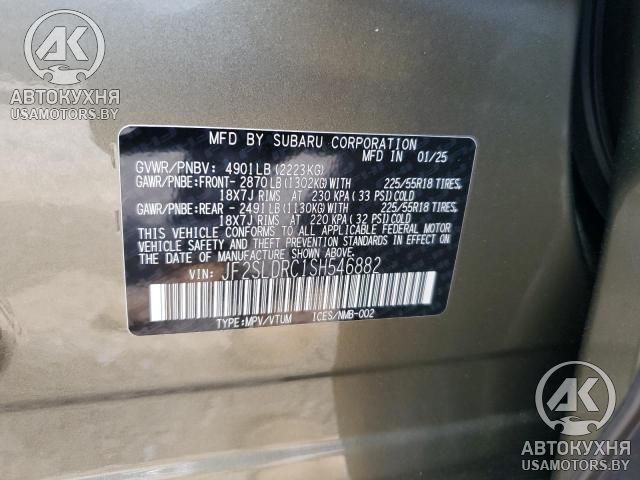 АК
АВТОКУХНЯ
USAMOTORS.BY
MFD BY SUBARU CORPORATION
MFD IN 01/25
GVWR/PNBV: 4901LB (2223KG)
GAWR/PNBE:FRONT- 2870LB (1302KG) WITH 225/55R18 TIRES,
18X7J RIMS AT 230 KPA (33 PSI) COLD
GAWR/PNBE:REAR - 2491LB (1130KG) WITH 225/55R18 TIRES,
18X7J RIMS AT 220 KPA (32 PSI) COLD
THIS VEHICLE CONFORMS TO ALL APPLICABLE FEDERAL MOTOR
VEHICLE SAFETY AND BUMPER STANDARDS IN EFFECT ON
THE DATE OF MANUFACTURE SHOWN ABOVE.
VIN: JF2SLDRC1SH546882
TYPE:MPV/VTUM ICES/NMB-002
АК
АВТОКУХНЯ
USAMOTORS.BY